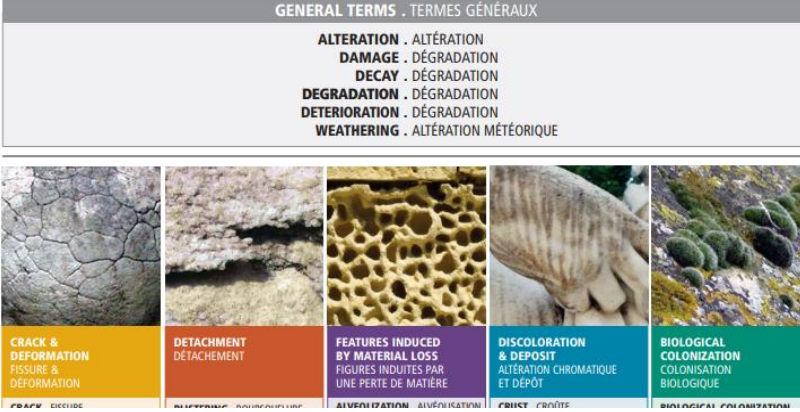 GENERAL TERMS . TERMES GÉNÉRAUX
ALTERATION . ALTÉRATION
DAMAGE . DÉGRADATION
DECAY . DÉGRADATION
DEGRADATION . DÉGRADATION
DETERIORATION . DÉGRADATION
WEATHERING . ALTÉRATION MÉTÉORIQUE
CRACK &
DEFORMATION
FISSURE &
DÉFORMATION
DETACHMENT
DÉTACHEMENT
FEATURES INDUCED
BY MATERIAL LOSS
FIGURES INDUITES PAR
UNE PERTE DE MATIÈRE
DISCOLORATION
& DEPOSIT
ALTÉRATION CHROMATIQUE
ET DÉPÔT
BIOLOGICAL
COLONIZATION
COLONISATION
BIOLOGIQUE
CRACK . FISSURE
BLISTERING . BOURSOUFLURE
ALVEOLIZATION . ALVÉOLISATION
CRUST . CROÛTE
BIOLOGICAL COLONIZATION